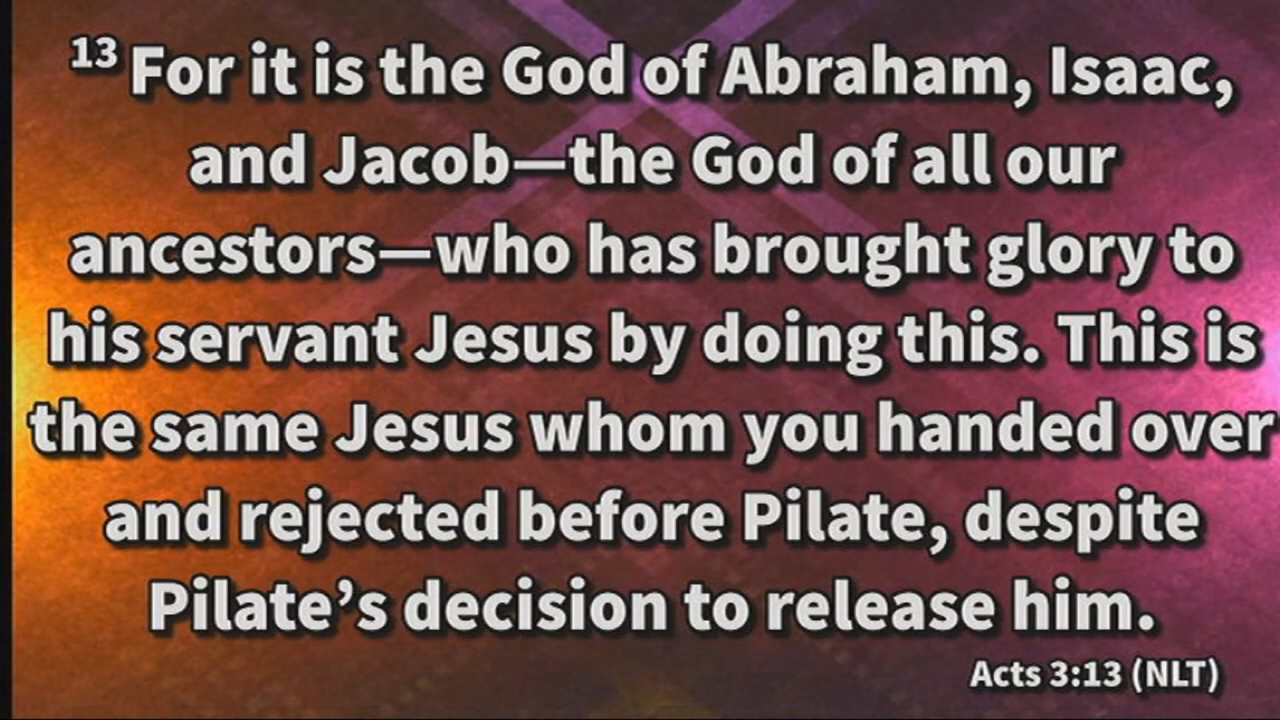 13 For it is the God of Abraham, Isaac,
and Jacob—the God of all our
ancestors—who has brought glory to
his servant Jesus by doing this. This is
the same Jesus whom you handed over
and rejected before Pilate, despite
Pilate’s decision to release him.
Acts 3:13 (NLT)